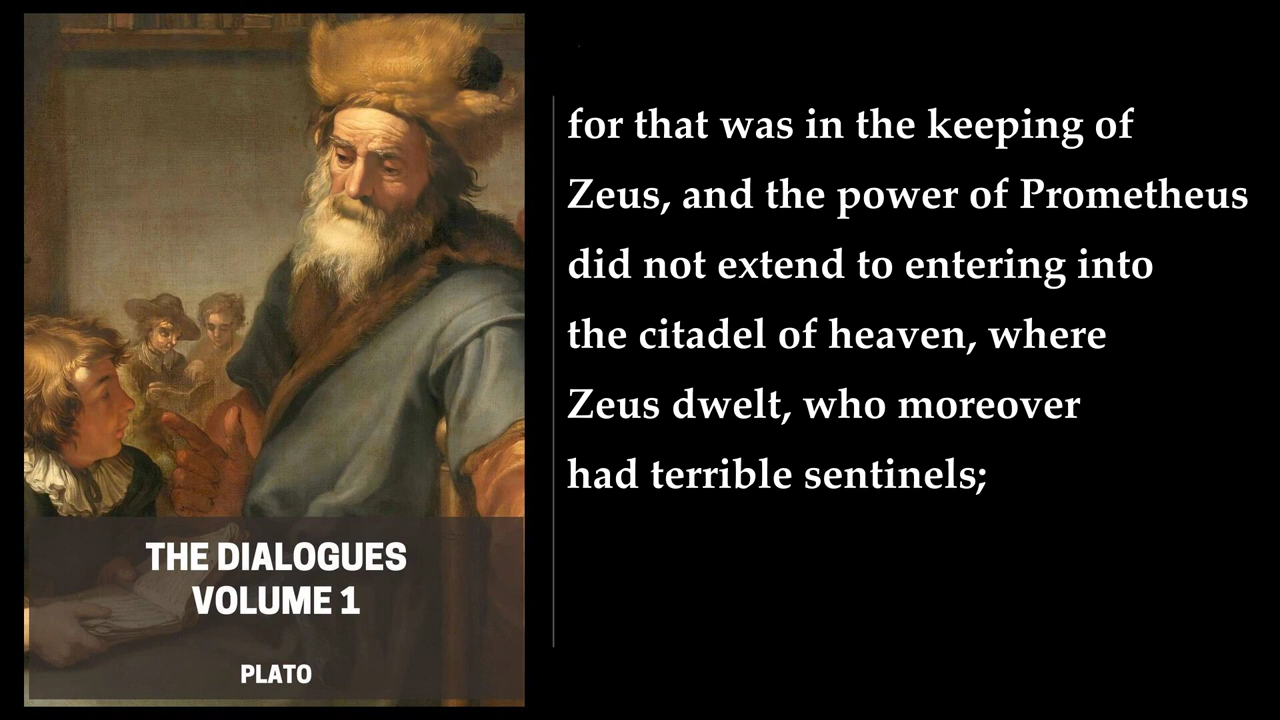 for that was in the keeping of
Zeus, and the power of Prometheus
did not extend to entering into
the citadel of heaven, where
Zeus dwelt, who moreover
had terrible sentinels;
THE DIALOGUES
VOLUME 1
PLATO